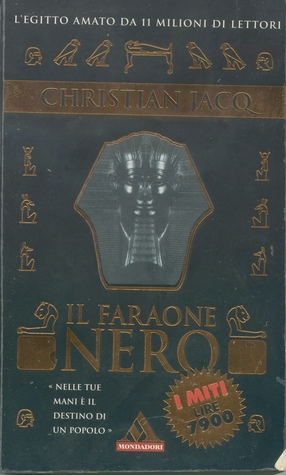 L'EGITTO AMATO DA 11 MILIONI DI LETTORI
CHRISTIAN JACQ
IL FARAONE
NERO
« NELLE TUE
MANI È IL
DESTINO DI
UN POPOLO »
I MITI
LIRE
7900
MONDADORI